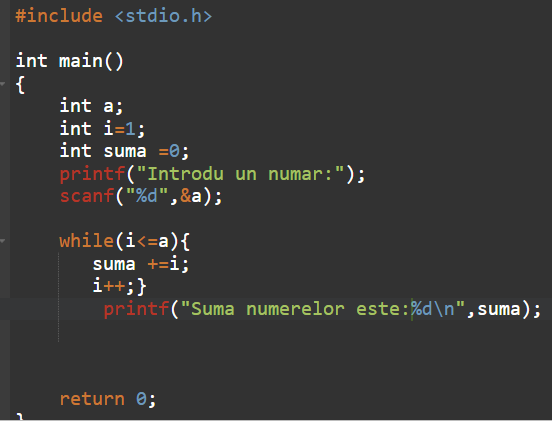 #include <stdio.h>
int main()
{
int a;
int i=1;
int suma =0;
printf("Introdu un numar:");
scanf("%d",&a);
while(i<=a){
suma +=i;
i++;}
printf("Suma numerelor este:%d\n",suma);
return 0;
}